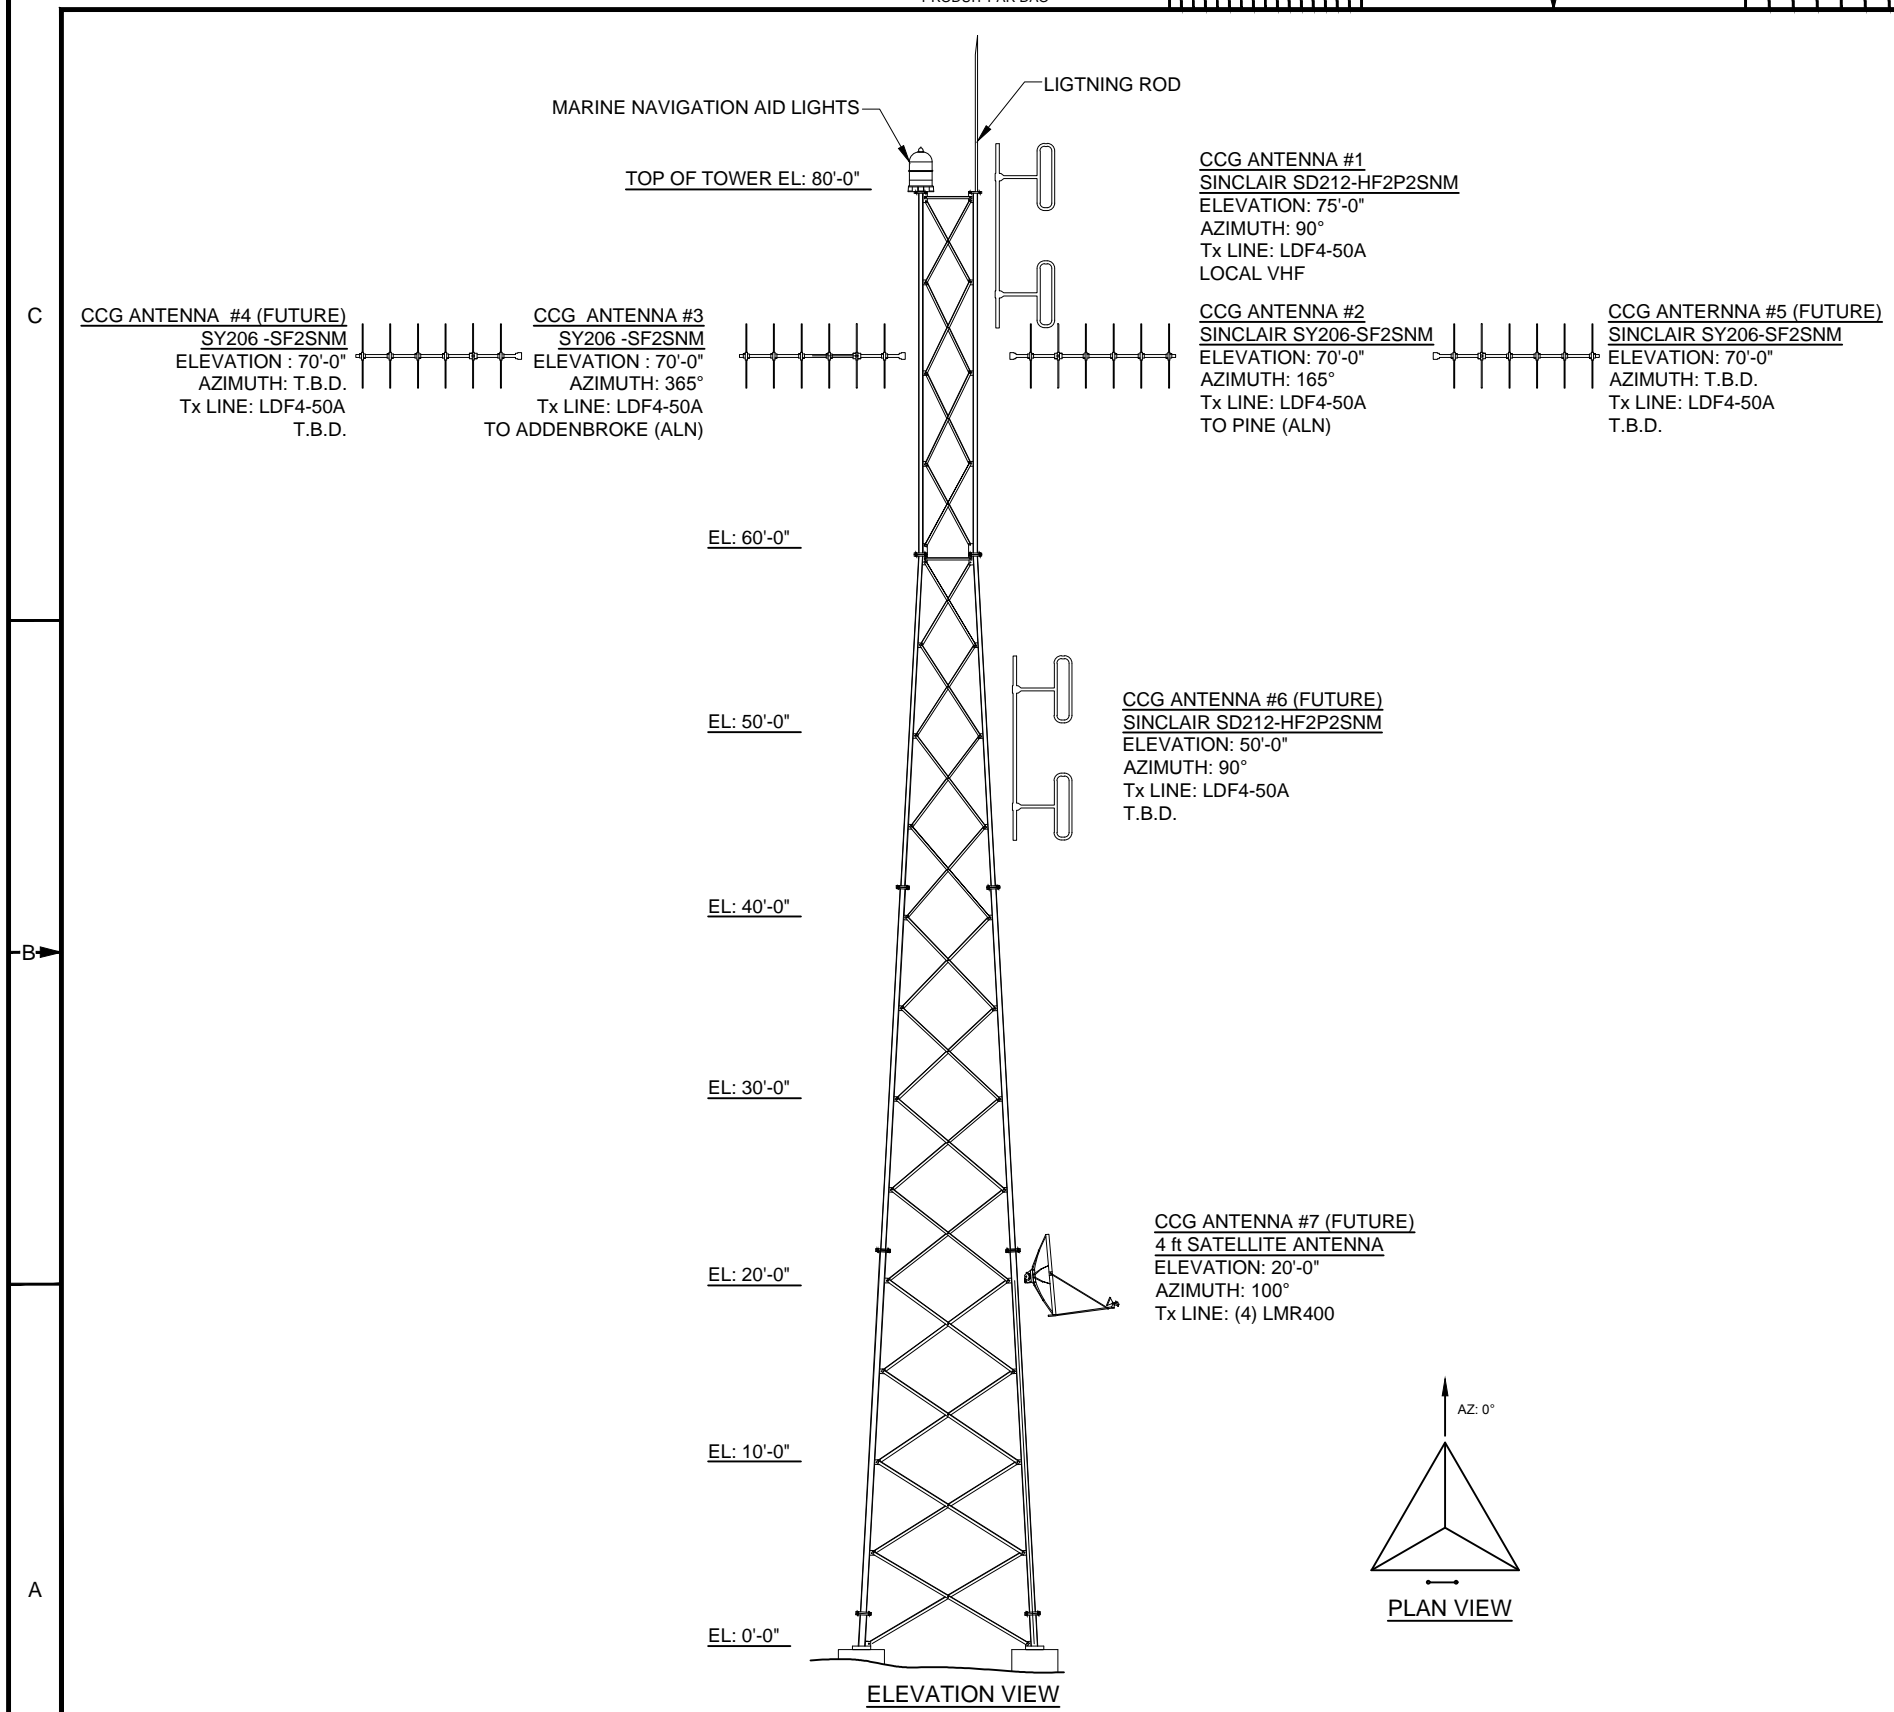 MARINE NAVIGATION AID LIGHTS
LIGTNING ROD
TOP OF TOWER EL: 80'-0"
CCG ANTENNA #1
SINCLAIR SD212-HF2P2SNM
ELEVATION: 75'-0"
AZIMUTH: 90°
Tx LINE: LDF4-50A
LOCAL VHF
C
CCG ANTENNA #4 (FUTURE)
SY206 -SF2SNM
ELEVATION : 70'-0"
AZIMUTH: T.B.D.
Tx LINE: LDF4-50A
T.B.D.
CCG ANTENNA #3
SY206 -SF2SNM
ELEVATION : 70'-0"
AZIMUTH: 365°
Tx LINE: LDF4-50A
TO ADDENBROKE (ALN)
CCG ANTENNA #2
SINCLAIR SY206-SF2SNM
ELEVATION: 70'-0"
AZIMUTH: 165°
Tx LINE: LDF4-50A
TO PINE (ALN)
CCG ANTERNNA #5 (FUTURE)
SINCLAIR SY206-SF2SNM
ELEVATION: 70'-0"
AZIMUTH: T.B.D.
Tx LINE: LDF4-50A
T.B.D.
EL: 60'-0"
EL: 50'-0"
CCG ANTENNA #6 (FUTURE)
SINCLAIR SD212-HF2P2SNM
ELEVATION: 50'-0"
AZIMUTH: 90°
Tx LINE: LDF4-50A
T.B.D.
EL: 40'-0"
B
EL: 30'-0"
EL: 20'-0"
CCG ANTENNA #7 (FUTURE)
4 ft SATELLITE ANTENNA
ELEVATION: 20'-0"
AZIMUTH: 100°
Tx LINE: (4) LMR400
EL: 10'-0"
AZ: 0°
A
PLAN VIEW
EL: 0'-0"
ELEVATION VIEW